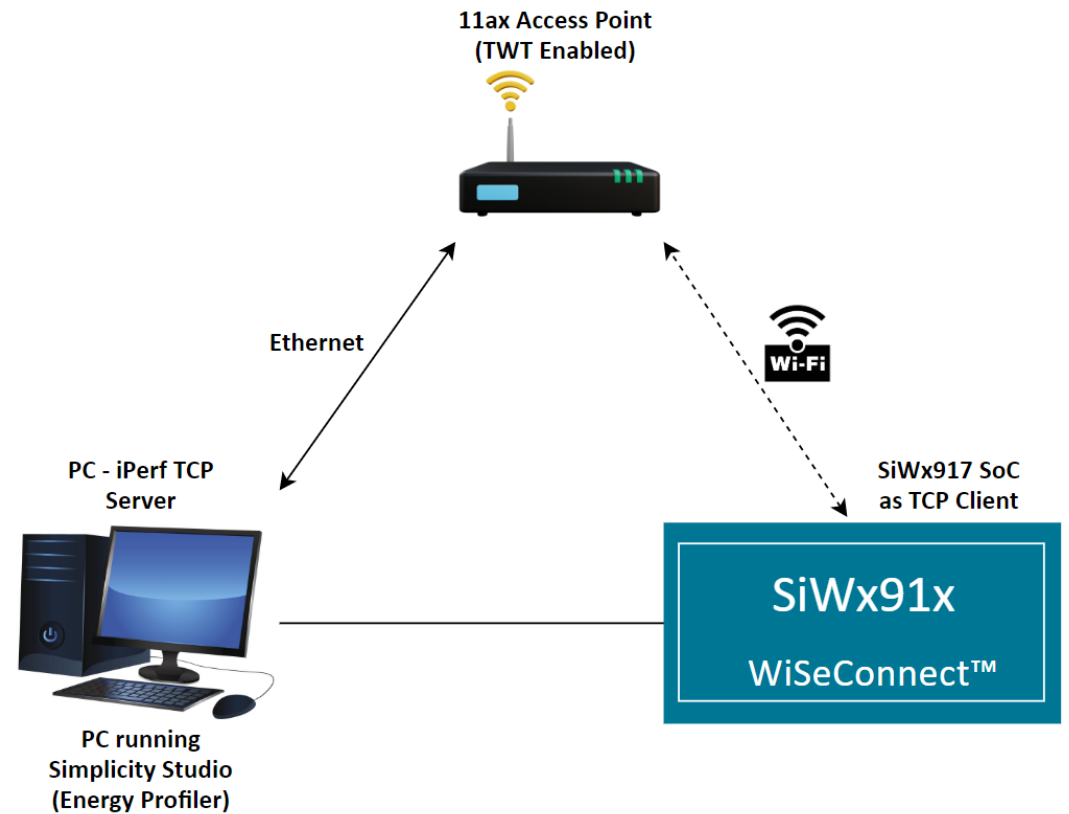 11ax Access Point
(TWT Enabled)
Ethernet
Wi-Fi
PC - iPerf TCP
Server
SiWx917 SoC
as TCP Client
SiWx91x
WiSeConnect™
PC running
Simplicity Studio
(Energy Profiler)